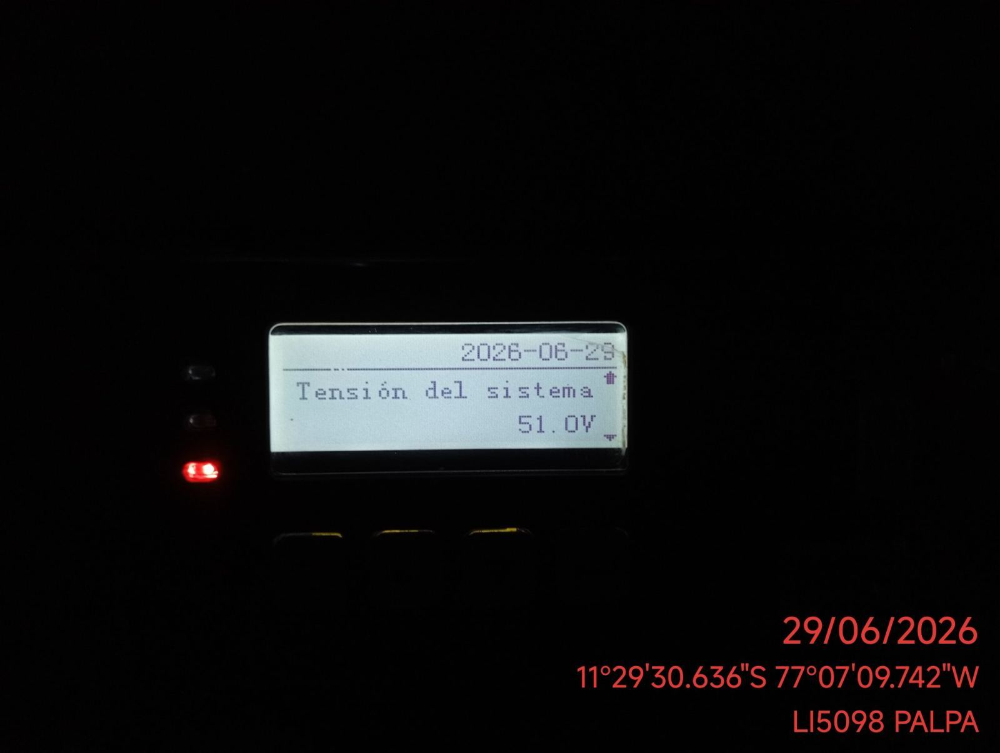 2026-06-29
Tensión del sistema
51.0V
29/06/2026
11°29'30.636"S 77°07'09.742"W
LI5098 PALPA